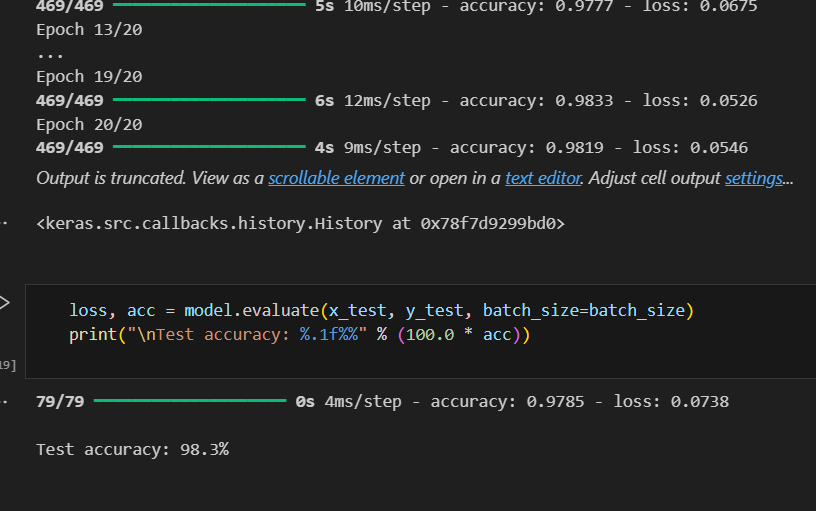 469/469 ━━━━━━━━━━━━━━━━━━━━ 5s 10ms/step - accuracy: 0.9777 - loss: 0.0675
Epoch 13/20
...
Epoch 19/20
469/469 ━━━━━━━━━━━━━━━━━━━━ 6s 12ms/step - accuracy: 0.9833 - loss: 0.0526
Epoch 20/20
469/469 ━━━━━━━━━━━━━━━━━━━━ 4s 9ms/step - accuracy: 0.9819 - loss: 0.0546
Output is truncated. View as a scrollable element or open in a text editor. Adjust cell output settings...
<keras.src.callbacks.history.History at 0x78f7d9299bd0>
loss, acc = model.evaluate(x_test, y_test, batch_size=batch_size)
print("\nTest accuracy: %.1f%%" % (100.0 * acc))
19]
79/79 ━━━━━━━━━━━━━━━━━━━━ 0s 4ms/step - accuracy: 0.9785 - loss: 0.0738
Test accuracy: 98.3%